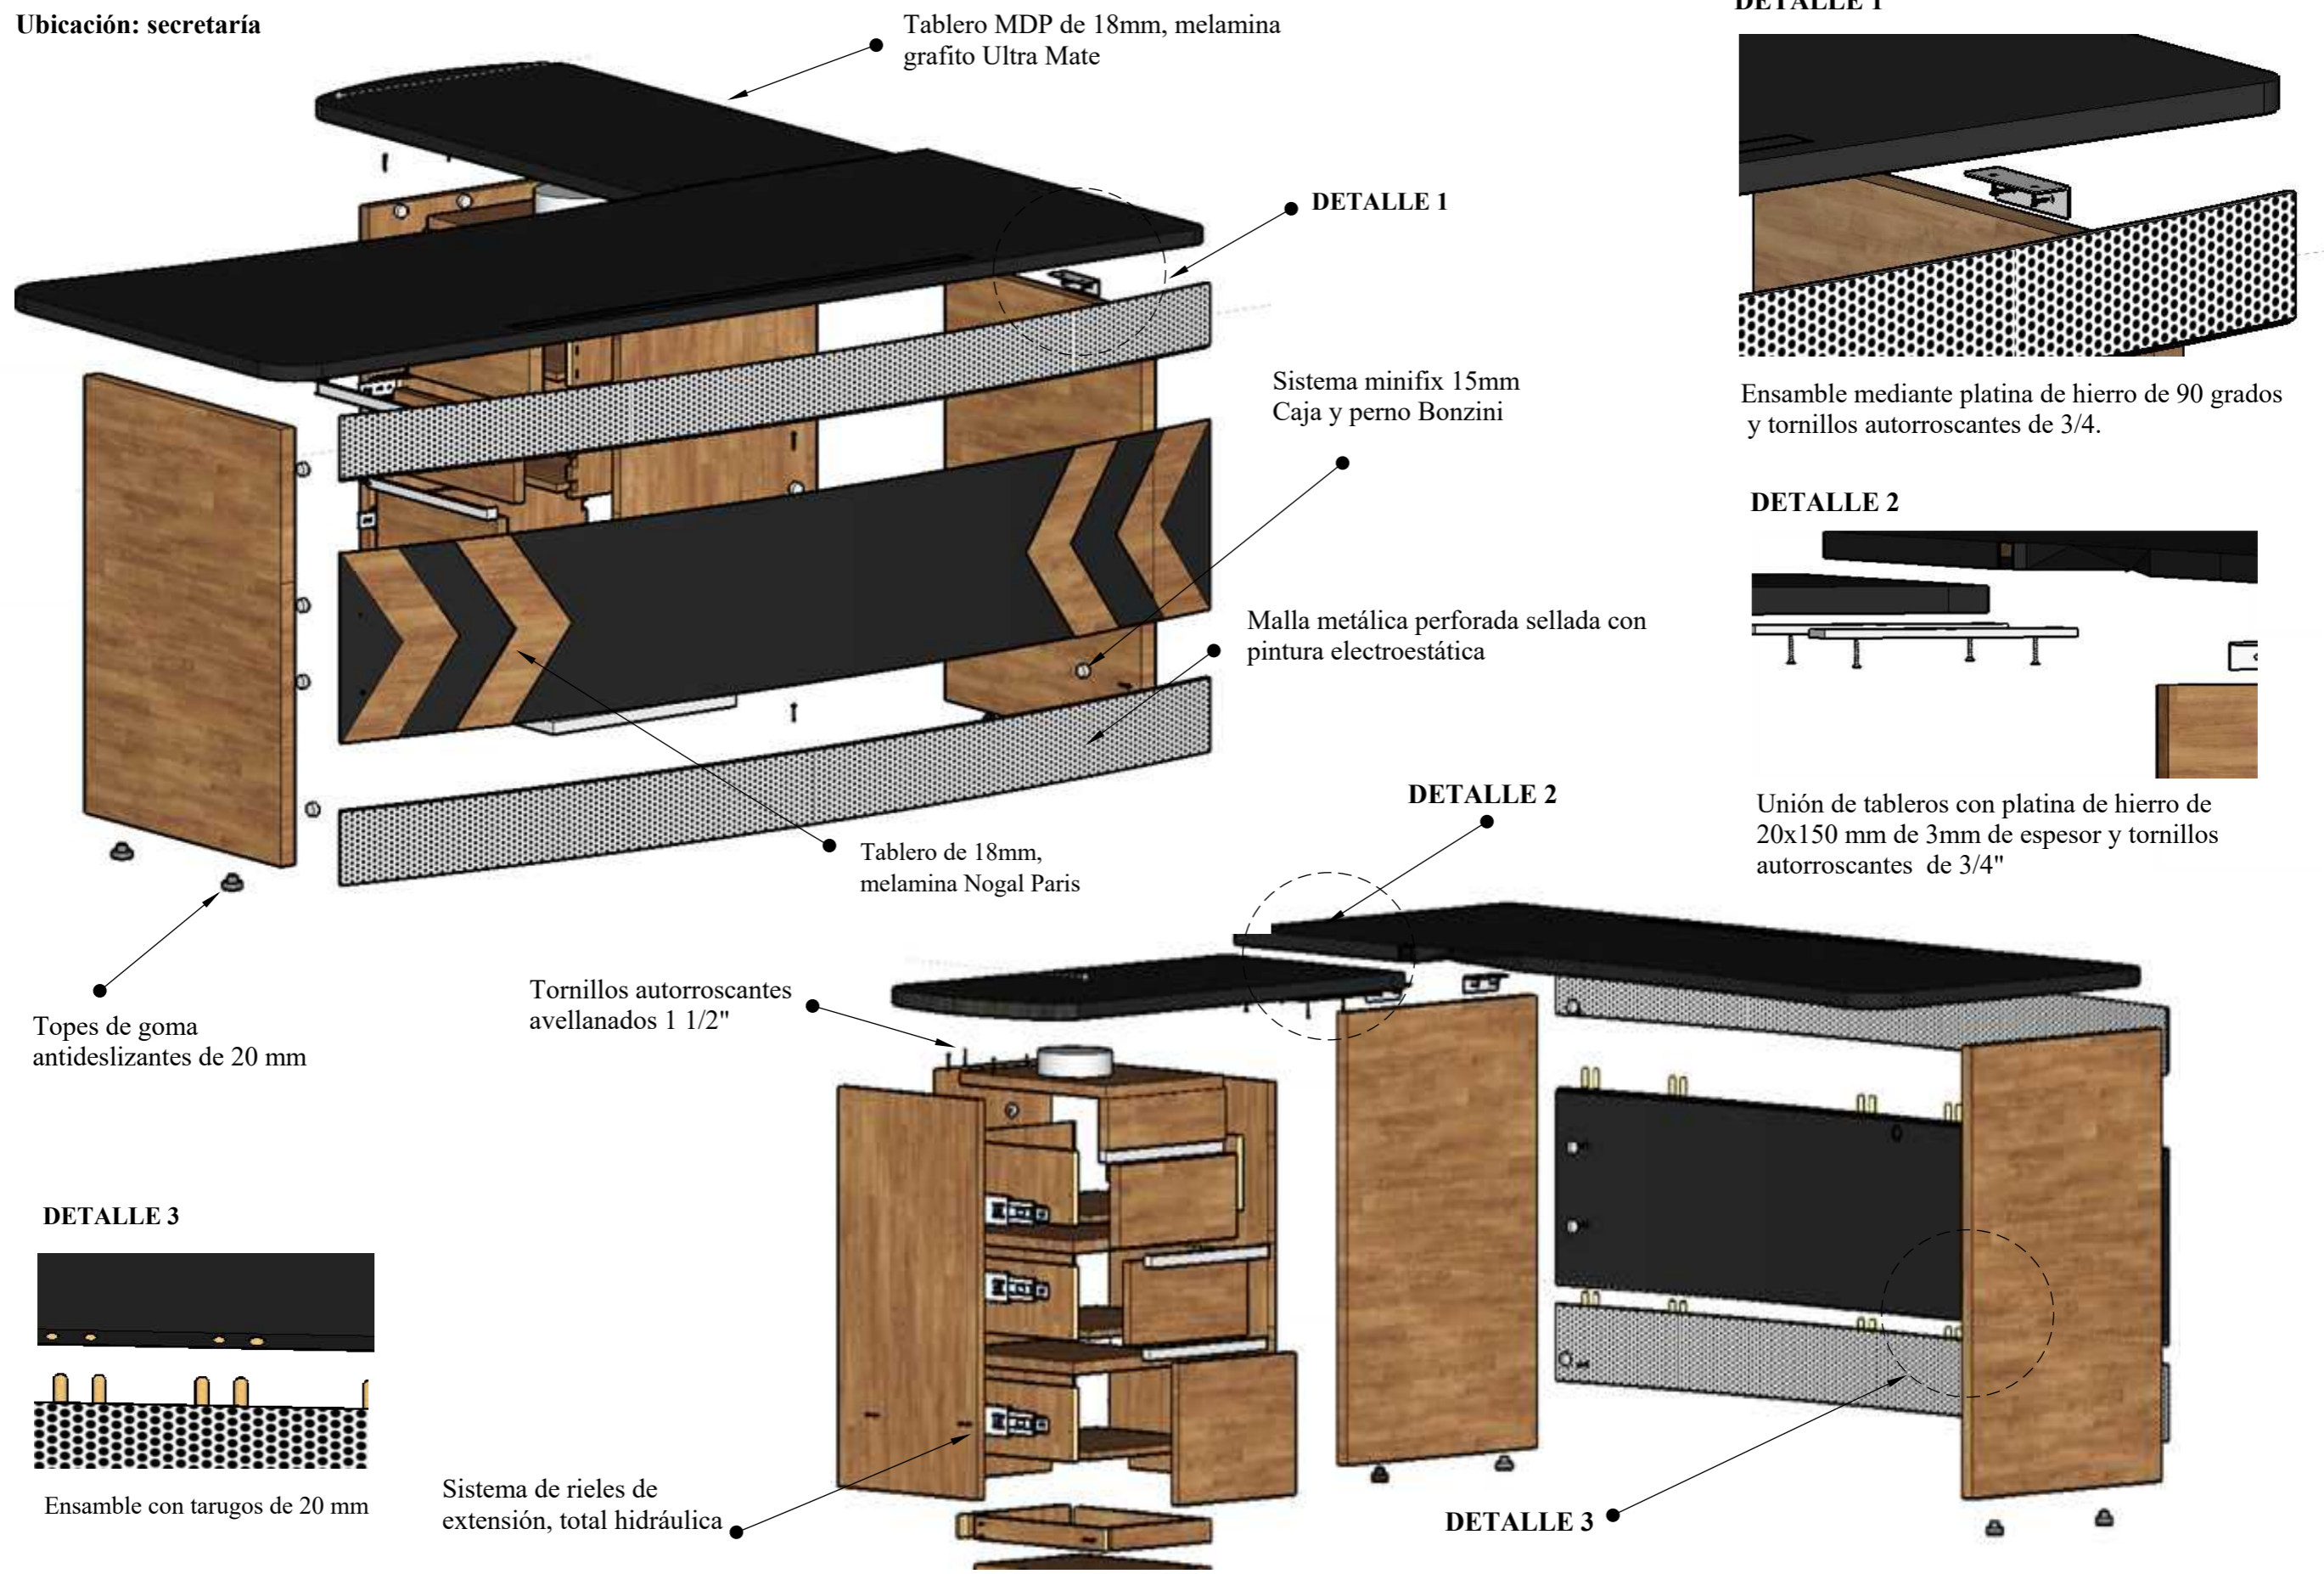 Ubicación: secretaría
Tablero MDP de 18mm, melamina
grafito Ultra Mate
DETALLE 1
DETALLE 1
Ensamble mediante platina de hierro de 90 grados
y tornillos autorroscantes de 3/4.
Sistema minifix 15mm
Caja y perno Bonzini
DETALLE 2
Malla metálica perforada sellada con
pintura electroestática
Unión de tableros con platina de hierro de
20x150 mm de 3mm de espesor y tornillos
autorroscantes de 3/4"
DETALLE 2
Tablero de 18mm,
melamina Nogal Paris
Topes de goma
antideslizantes de 20 mm
Tornillos autorroscantes
avellanados 1 1/2"
DETALLE 3
Ensamble con tarugos de 20 mm
Sistema de rieles de
extensión, total hidráulica
DETALLE 3